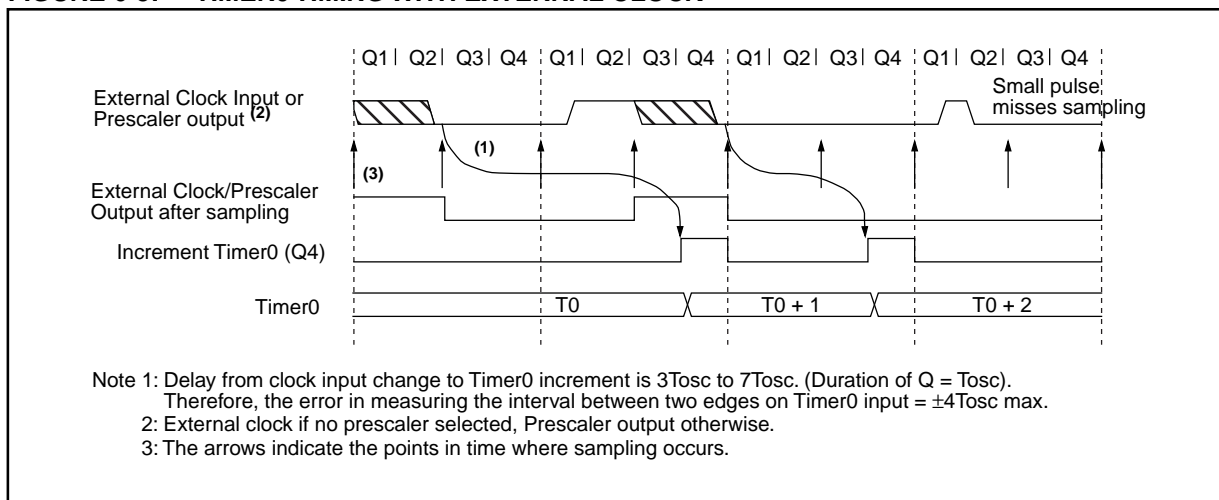 Q1| Q2| Q3| Q4 Q1| Q2| Q3| Q4 Q1| Q2| Q3| Q4 Q1| Q2| Q3| Q4
External Clock Input or
Prescaler output (2)
Small pulse
misses sampling
(1)
(3)
External Clock/Prescaler
Output after sampling
Increment Timer0 (Q4)
Timer0
T0 T0 + 1 T0 + 2
Note 1: Delay from clock input change to Timer0 increment is 3Tosc to 7Tosc. (Duration of Q = Tosc).
Therefore, the error in measuring the interval between two edges on Timer0 input = ±4Tosc max.
2: External clock if no prescaler selected, Prescaler output otherwise.
3: The arrows indicate the points in time where sampling occurs.